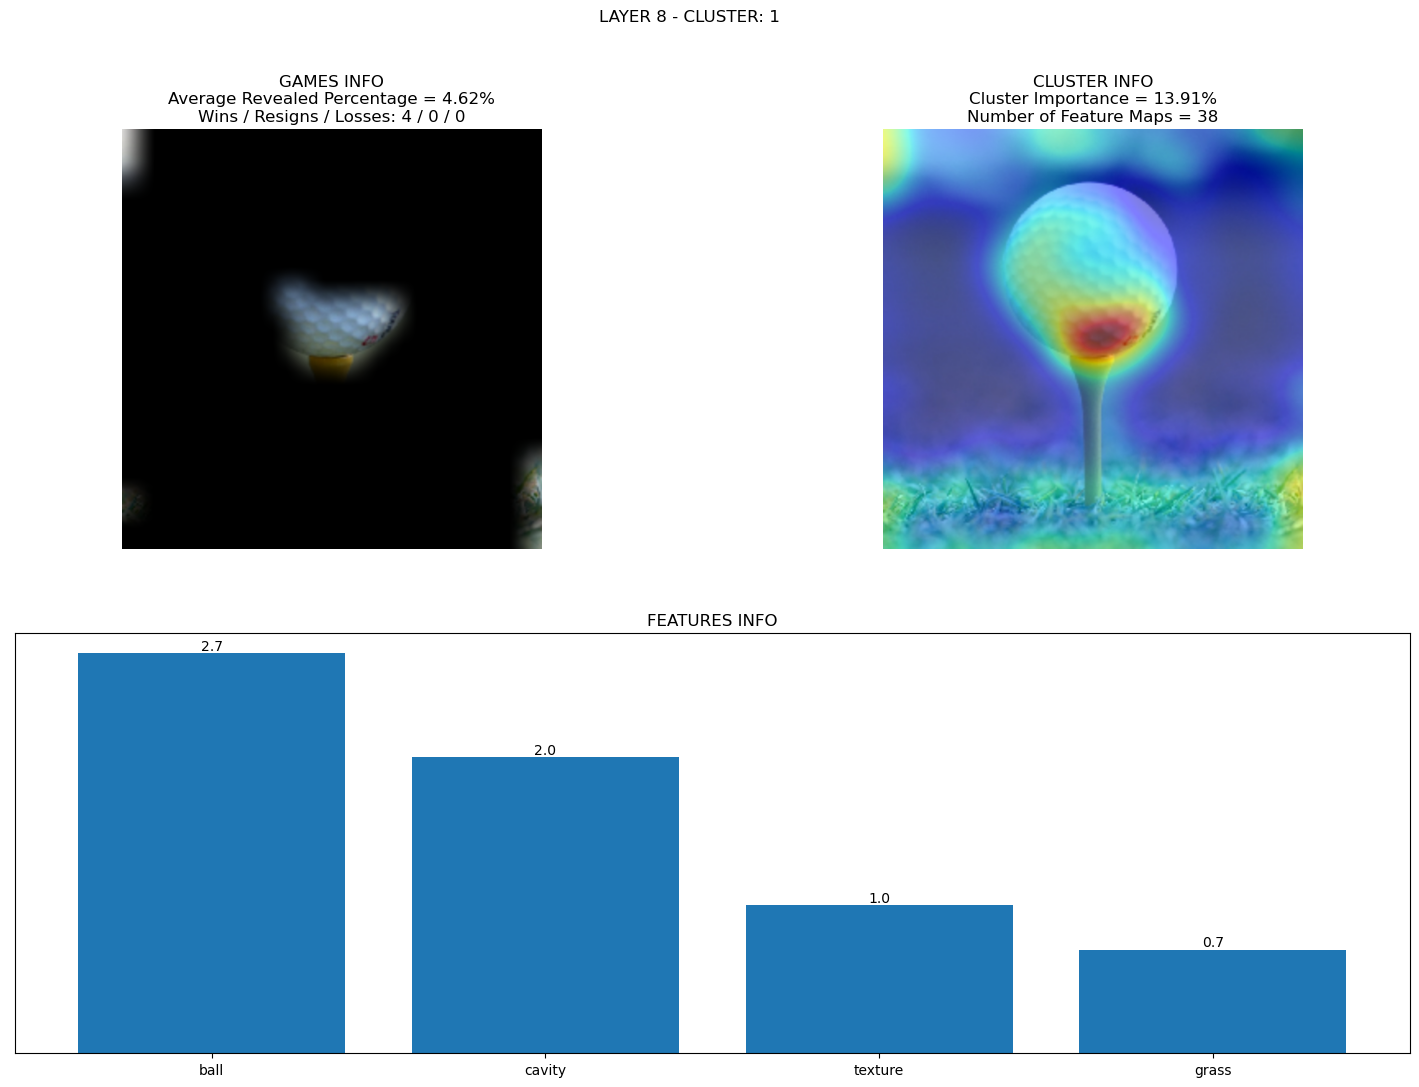 LAYER 8 - CLUSTER: 1
GAMES INFO
Average Revealed Percentage = 4.62%
Wins / Resigns / Losses: 4 / 0 / 0
CLUSTER INFO
Cluster Importance = 13.91%
Number of Feature Maps = 38
FEATURES INFO
2.7
2.0
1.0
0.7
ball
cavity
texture
grass